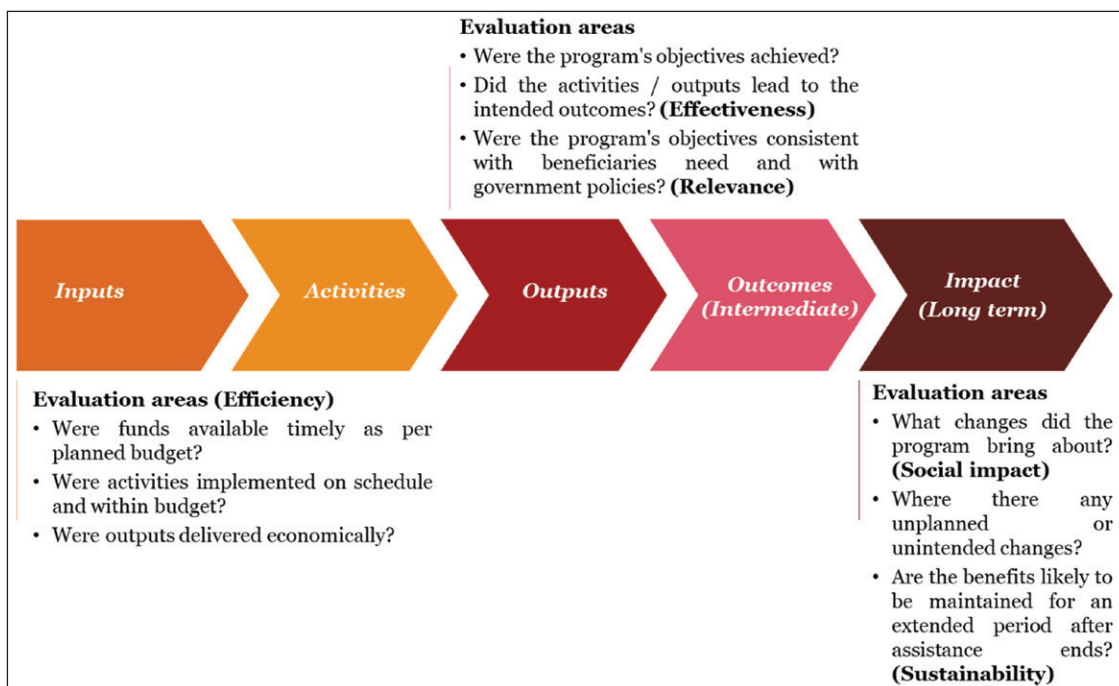 Evaluation areas
• Were the program's objectives achieved?
• Did the activities / outputs lead to the
intended outcomes? (Effectiveness)
• Were the program's objectives consistent
with beneficiaries need and with
government policies? (Relevance)
Inputs
Activities
Outputs
Outcomes
(Intermediate)
Impact
(Long term)
Evaluation areas (Efficiency)
• Were funds available timely as per
planned budget?
• Were activities implemented on schedule
and within budget?
• Were outputs delivered economically?
Evaluation areas
• What changes did the
program bring about?
(Social impact)
• Where there any
unplanned or
unintended changes?
• Are the benefits likely to
be maintained for an
extended period after
assistance ends?
(Sustainability)